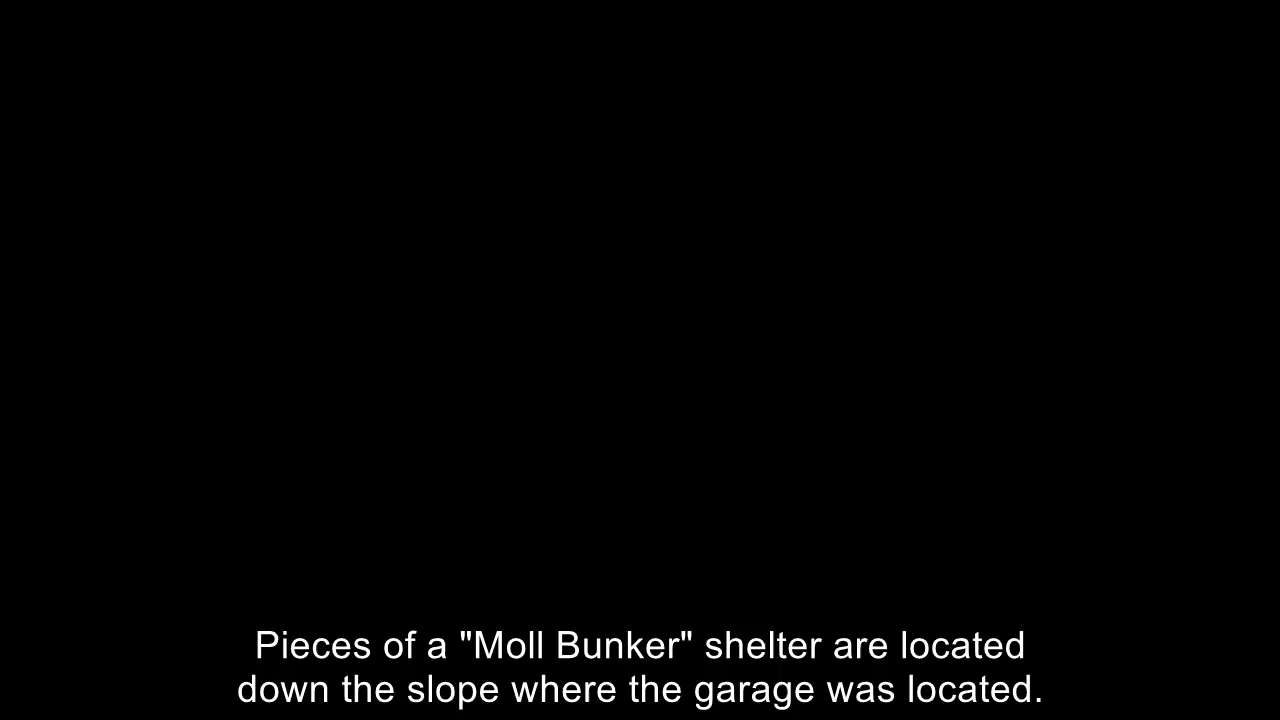 Pieces of a "Moll Bunker" shelter are located
down the slope where the garage was located.